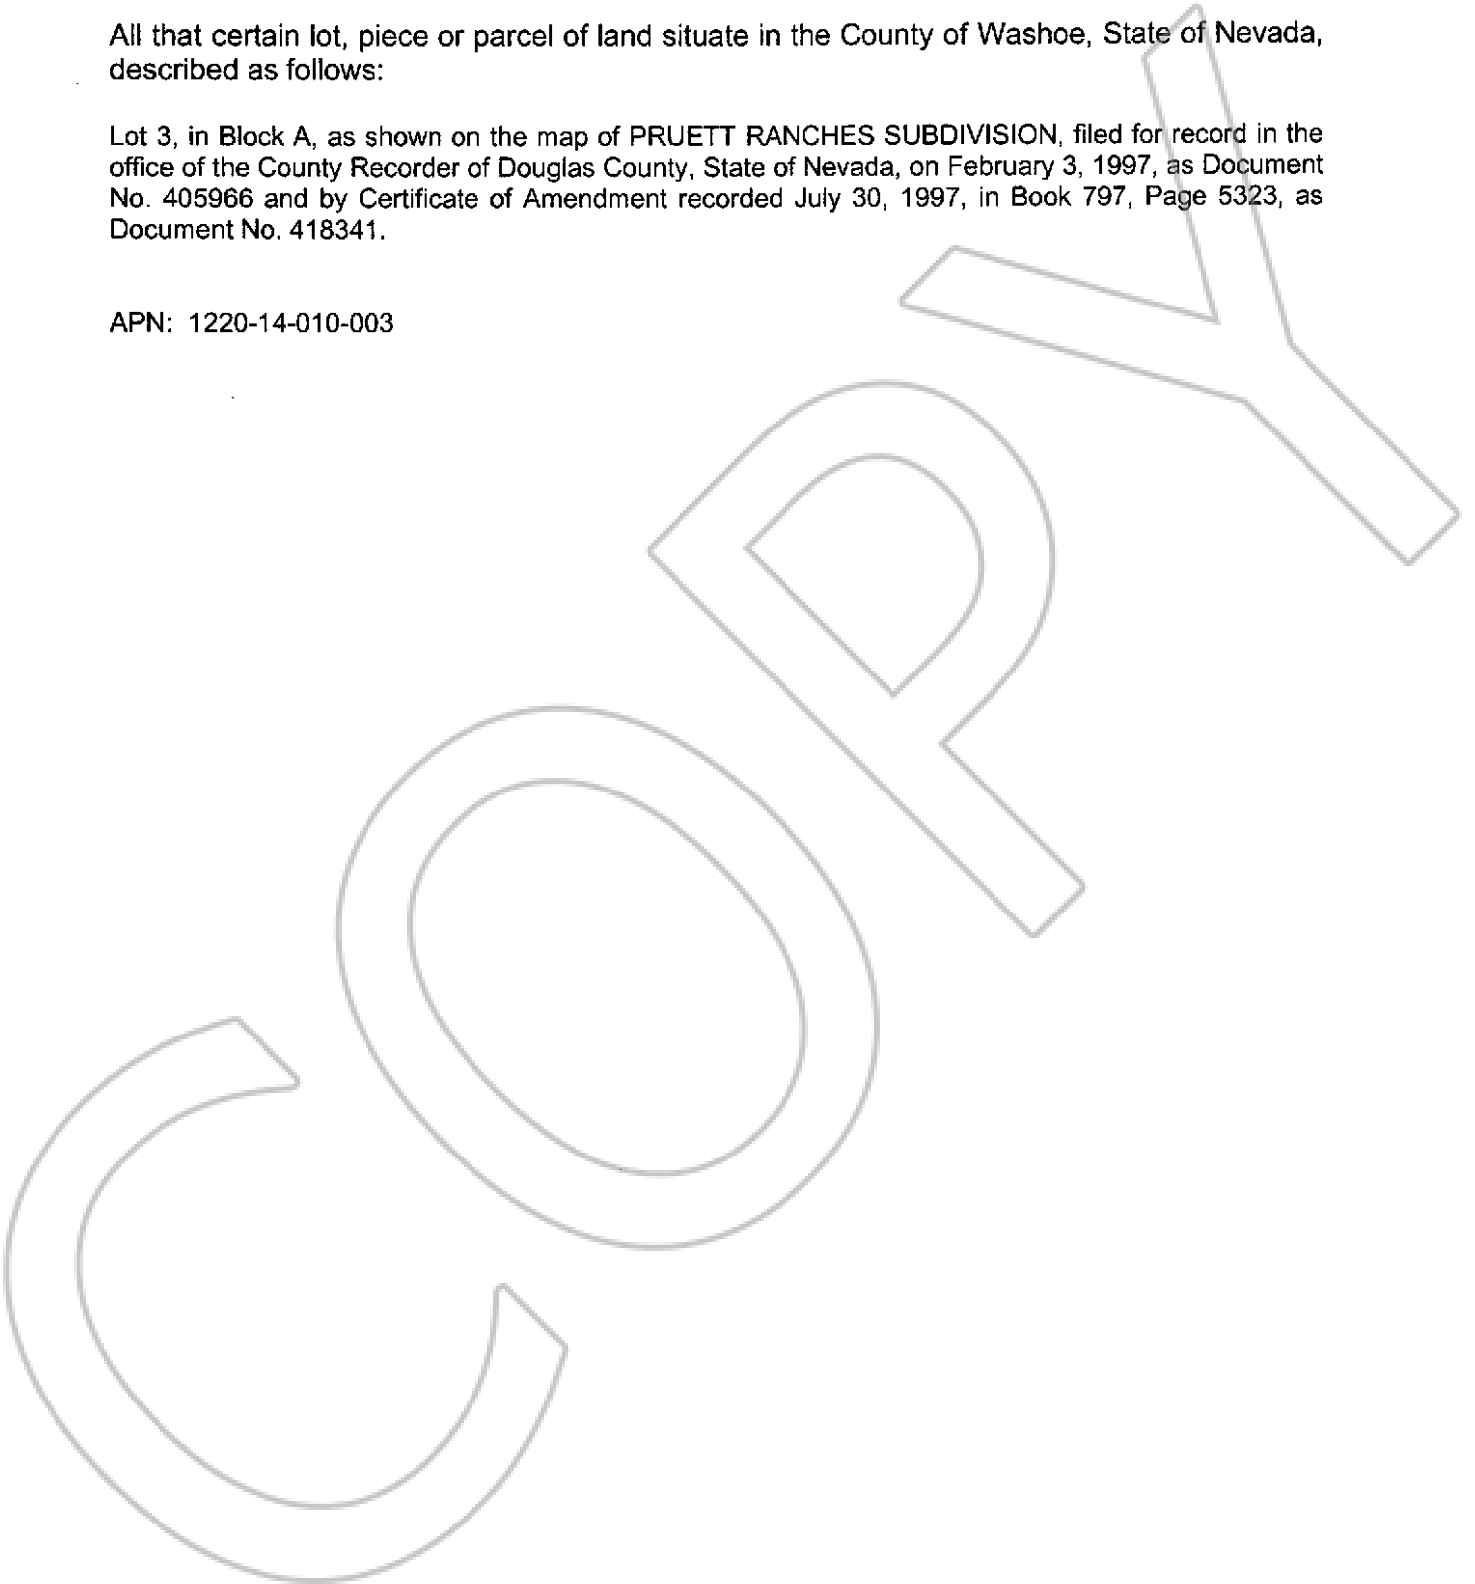 All that certain lot, piece or parcel of land situate in the County of Washoe, State of Nevada,
described as follows:
Lot 3, in Block A, as shown on the map of PRUETT RANCHES SUBDIVISION, filed for record in the
office of the County Recorder of Douglas County, State of Nevada, on February 3, 1997, as Document
No. 405966 and by Certificate of Amendment recorded July 30, 1997, in Book 797, Page 5323, as
Document No. 418341.
APN: 1220-14-010-003
COPY